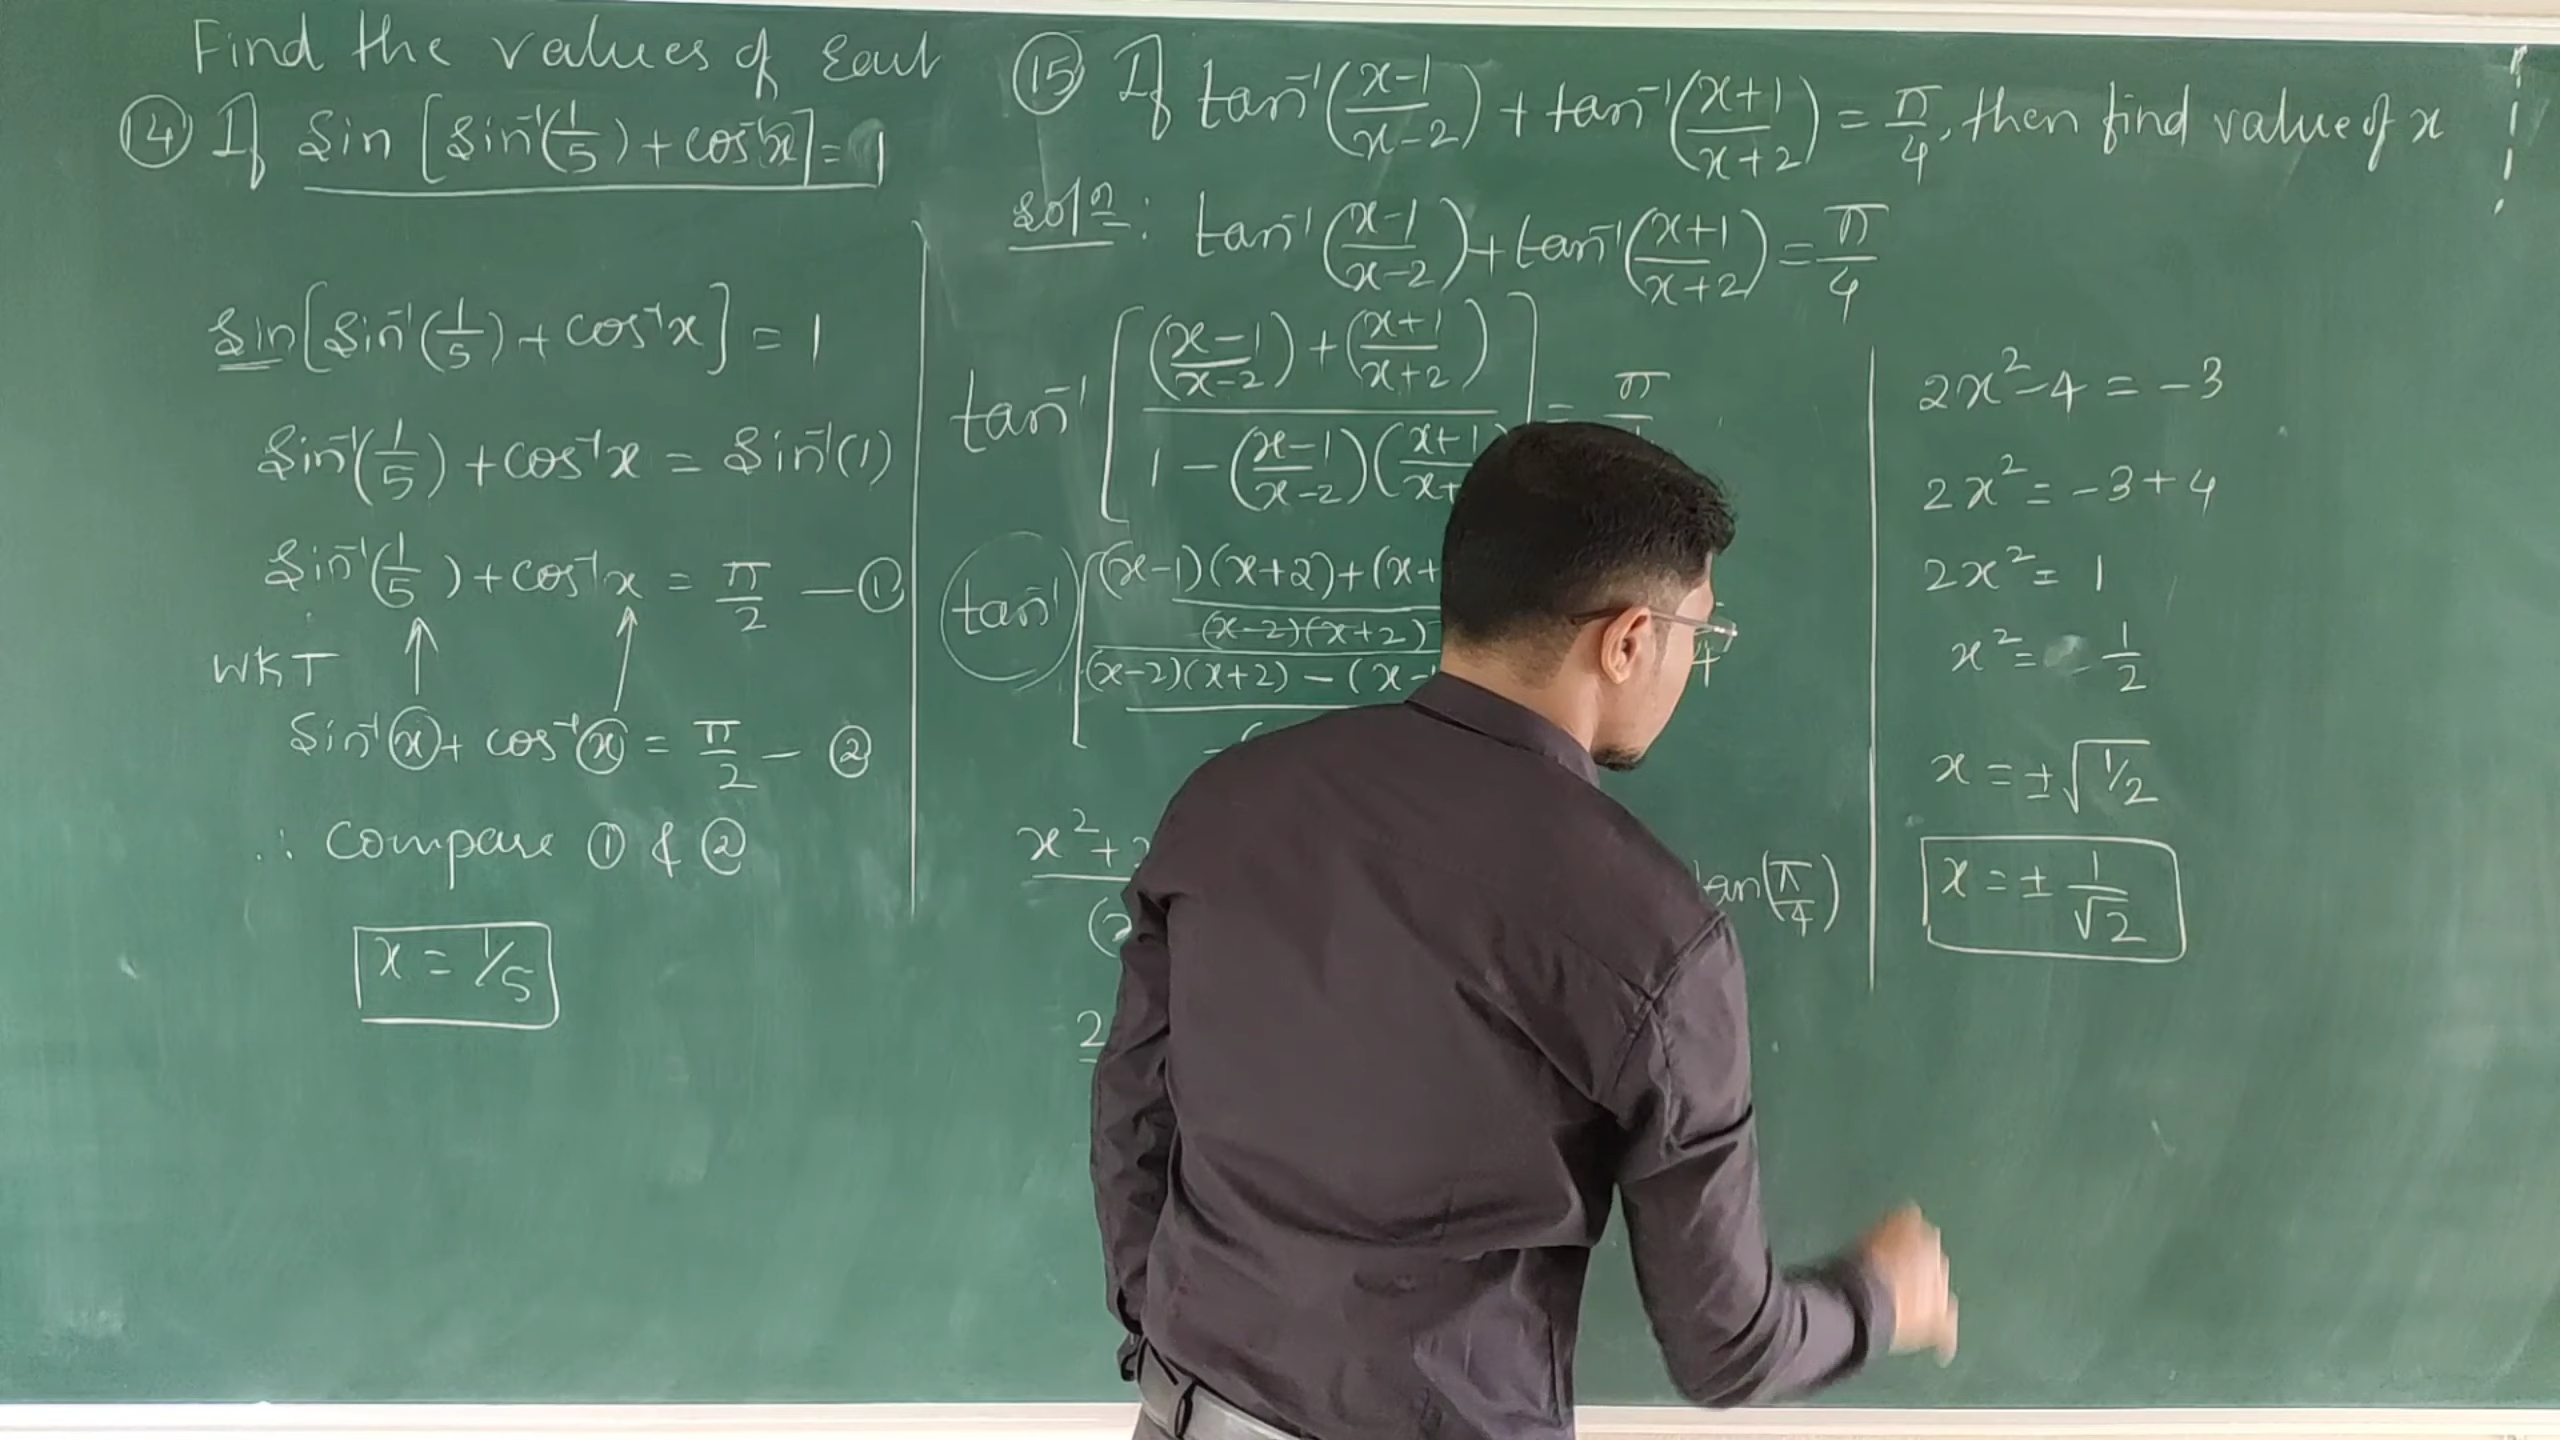 Find the values of
⑭ If Sin [Sin⁻¹(1/5) + cos⁻¹x] = 1
Sin [Sin⁻¹(1/5) + cos⁻¹x] = 1
Sin⁻¹(1/5) + cos⁻¹x = Sin⁻¹(1)
Sin⁻¹(1/5) + cos⁻¹x = π/2 — ①
WKT
Sin⁻¹(x) + cos⁻¹(x) = π/2 — ②
∴ compare ① & ②
x = 1/5
⑮ If tan⁻¹((x-1)/(x-2)) + tan⁻¹((x+1)/(x+2)) = π/4, then find value of x
Solⁿ: tan⁻¹((x-1)/(x-2)) + tan⁻¹((x+1)/(x+2)) = π/4
tan⁻¹ [ ((x-1)/(x-2)) + ((x+1)/(x+2))
1 - ((x-1)/(x-2)) ((x+1)/(x+ = π
tan⁻¹ [ (x-1)(x+2) + (x+
(x-2)(x+2)
(x-2)(x+2) - (x-
4
x² +
tan(π/4)
2
2x² - 4 = -3
2x² = -3 + 4
2x² = 1
x² = 1/2
x = ± √1/2
x = ± 1/√2